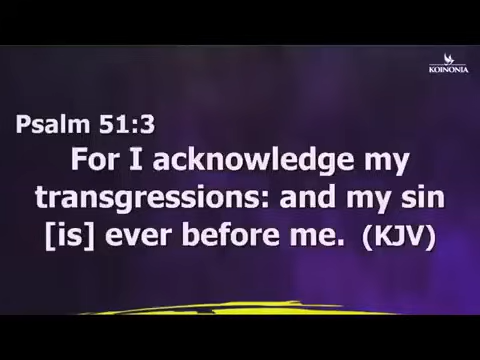 KOINONIA
Psalm 51:3
For I acknowledge my
transgressions: and my sin
[is] ever before me. (KJV)